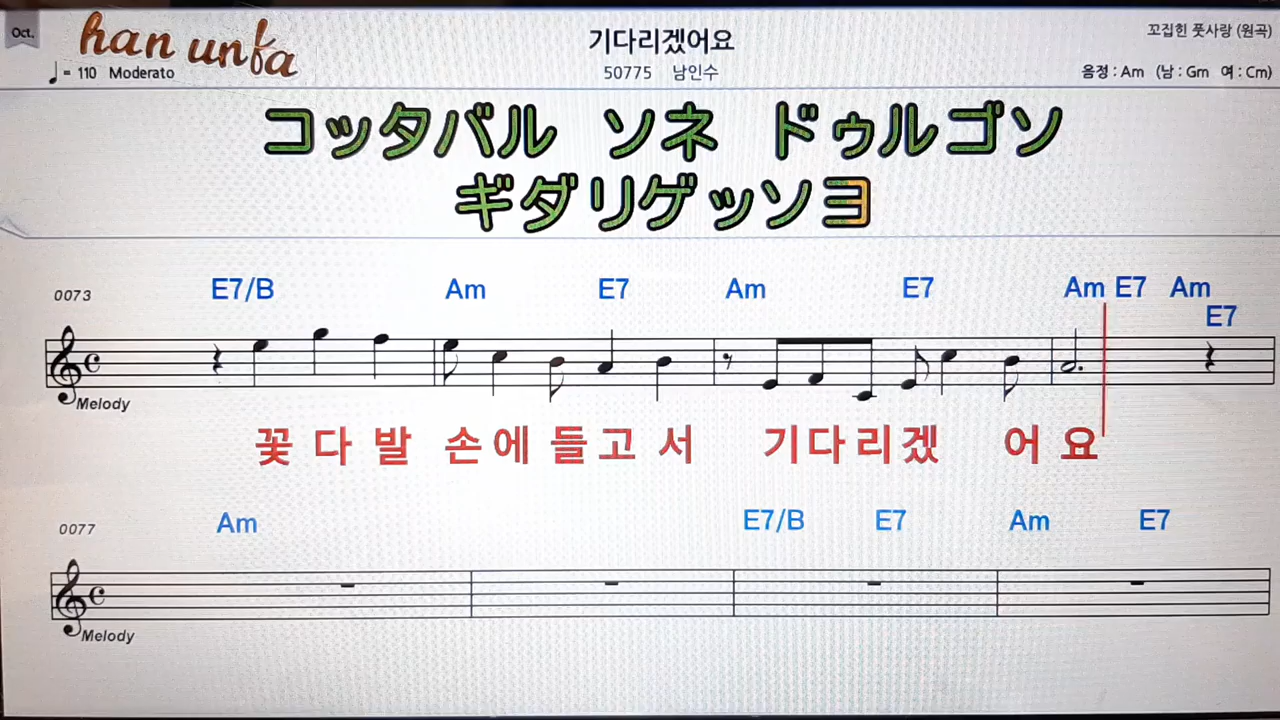 Oct.
han unfa
♩= 110 Moderato
기다리겠어요
50775 남인수
꼬집힌 풋사랑 (원곡)
음정 : Am (남 : Gm 여 : Cm)
コッタバル ソネ ドゥルゴソ
ギダリゲッソヨ
0073 E7/B Am E7 Am E7 Am E7 Am
E7
Melody
꽃 다 발 손에 들고 서 기다리겠 어 요
0077 Am E7/B E7 Am E7
Melody